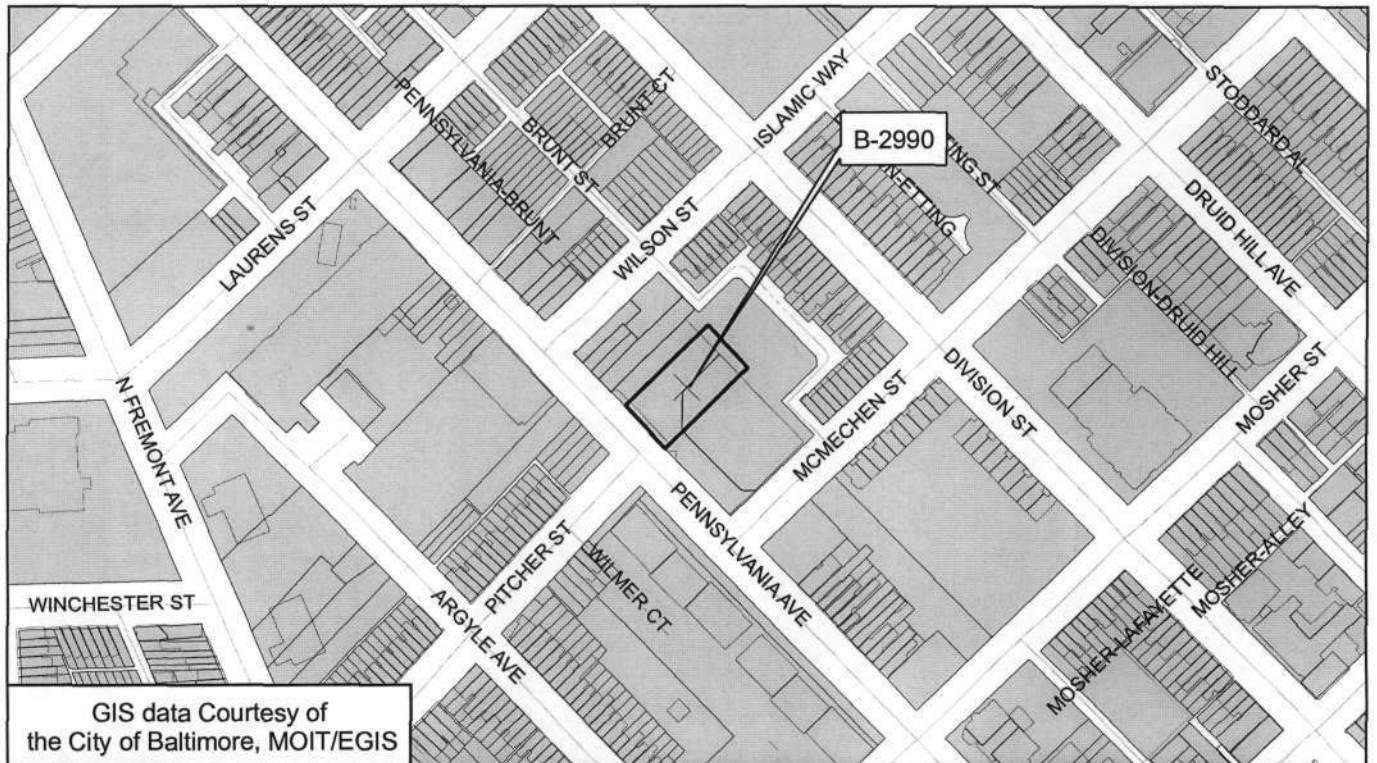 STODDARD AL
ISLAMIC WAY
PENNSYLVANIA-BRUNT
BRUNT CT
BRUNT ST
B-2990
ETTING ST
N-ETTING
DRUID HILL AVE
LAURENS ST
WILSON ST
DIVISION-DRUID HILL
DIVISION ST
MOSHER ST
MCMECHEN ST
N FREMONT AVE
PENNSYLVANIA AVE
PITCHER ST
WILMER CT
MOSHER-ALLEY
WINCHESTER ST
ARGYLE AVE
MOSHER-LAFAYETTE
GIS data Courtesy of
the City of Baltimore, MOIT/EGIS